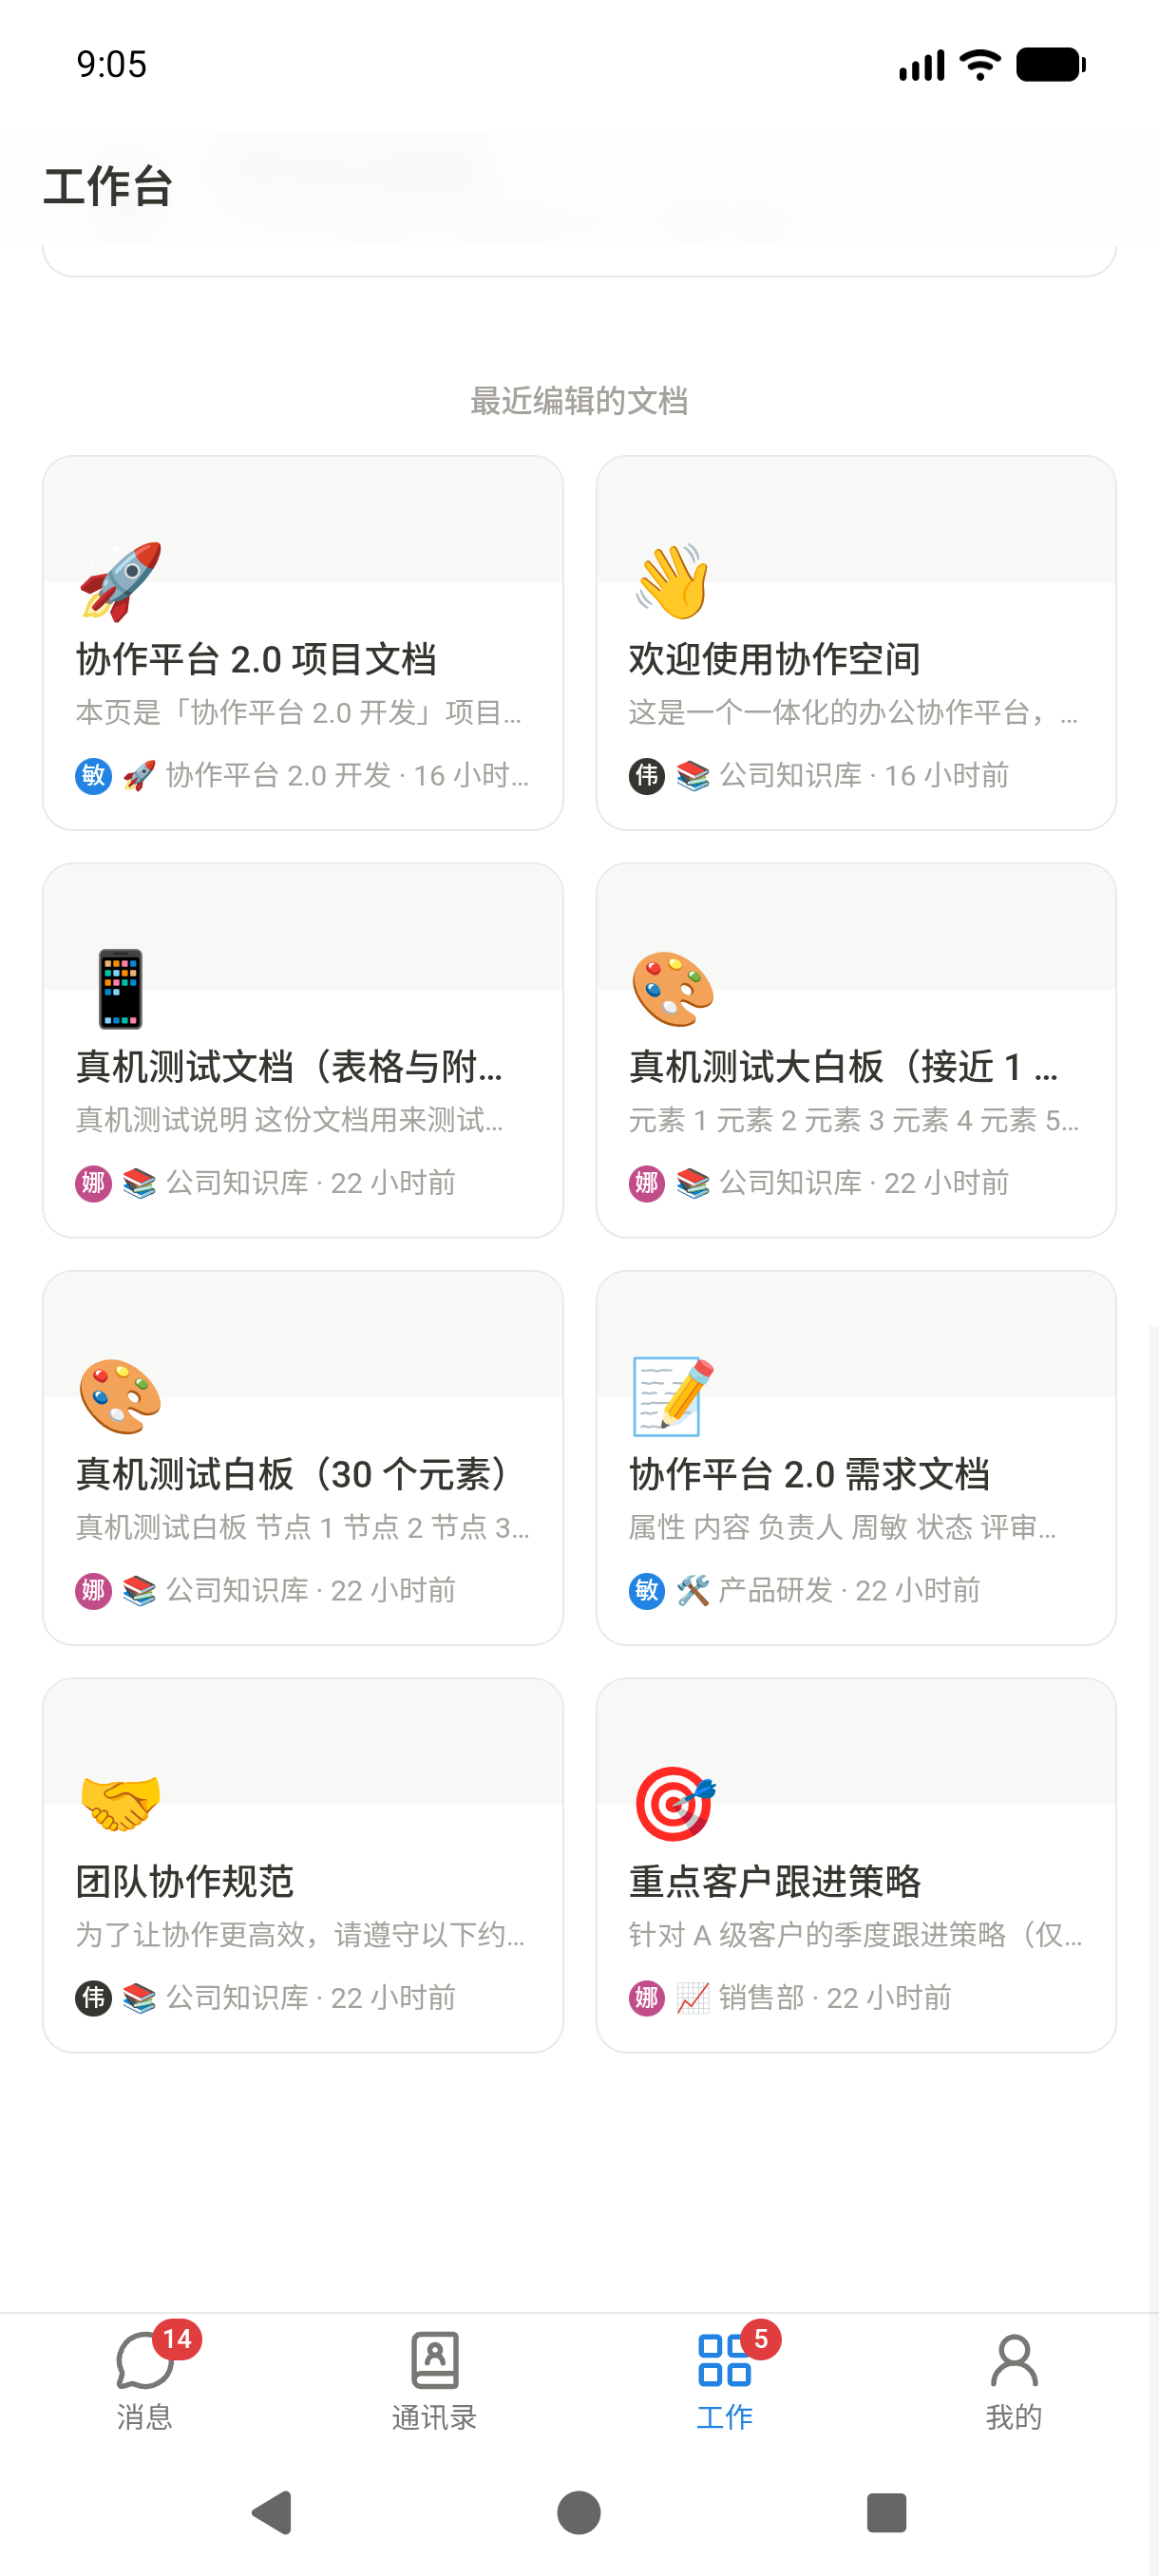 9:05
工作台
最近编辑的文档
协作平台 2.0 项目文档
本页是「协作平台 2.0 开发」项目...
敏 协作平台 2.0 开发 · 16 小时...
欢迎使用协作空间
这是一个一体化的办公协作平台，...
伟 公司知识库 · 16 小时前
真机测试文档（表格与附...
真机测试说明 这份文档用来测试...
娜 公司知识库 · 22 小时前
真机测试大白板（接近 1 ...
元素 1 元素 2 元素 3 元素 4 元素 5...
娜 公司知识库 · 22 小时前
真机测试白板（30 个元素）
真机测试白板 节点 1 节点 2 节点 3...
娜 公司知识库 · 22 小时前
协作平台 2.0 需求文档
属性 内容 负责人 周敏 状态 评审...
敏 产品研发 · 22 小时前
团队协作规范
为了让协作更高效，请遵守以下约...
伟 公司知识库 · 22 小时前
重点客户跟进策略
针对 A 级客户的季度跟进策略（仅...
娜 销售部 · 22 小时前
14
5
消息
通讯录
工作
我的